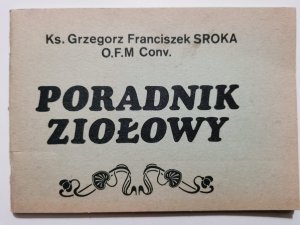 Ks. Grzegorz Franciszek SROKA
O.F.M Conv.
PORADNIK
ZIOŁOWY